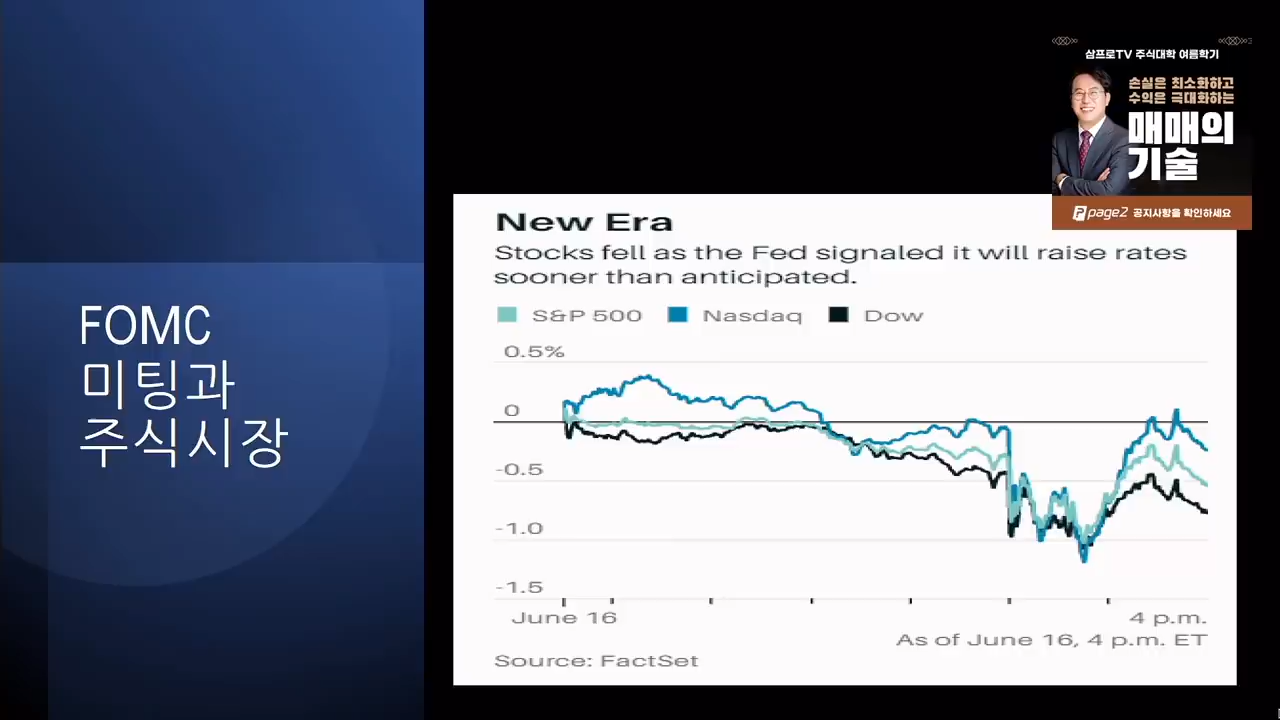 FOMC
미팅과
주식시장
삼프로TV 주식대학 여름학기
손실은 최소화하고
수익은 극대화하는
매매의
기술
page2 공지사항을 확인하세요
New Era
Stocks fell as the Fed signaled it will raise rates
sooner than anticipated.
S&P 500 Nasdaq Dow
0.5%
0
-0.5
-1.0
-1.5
June 16 4 p.m.
As of June 16, 4 p.m. ET
Source: FactSet